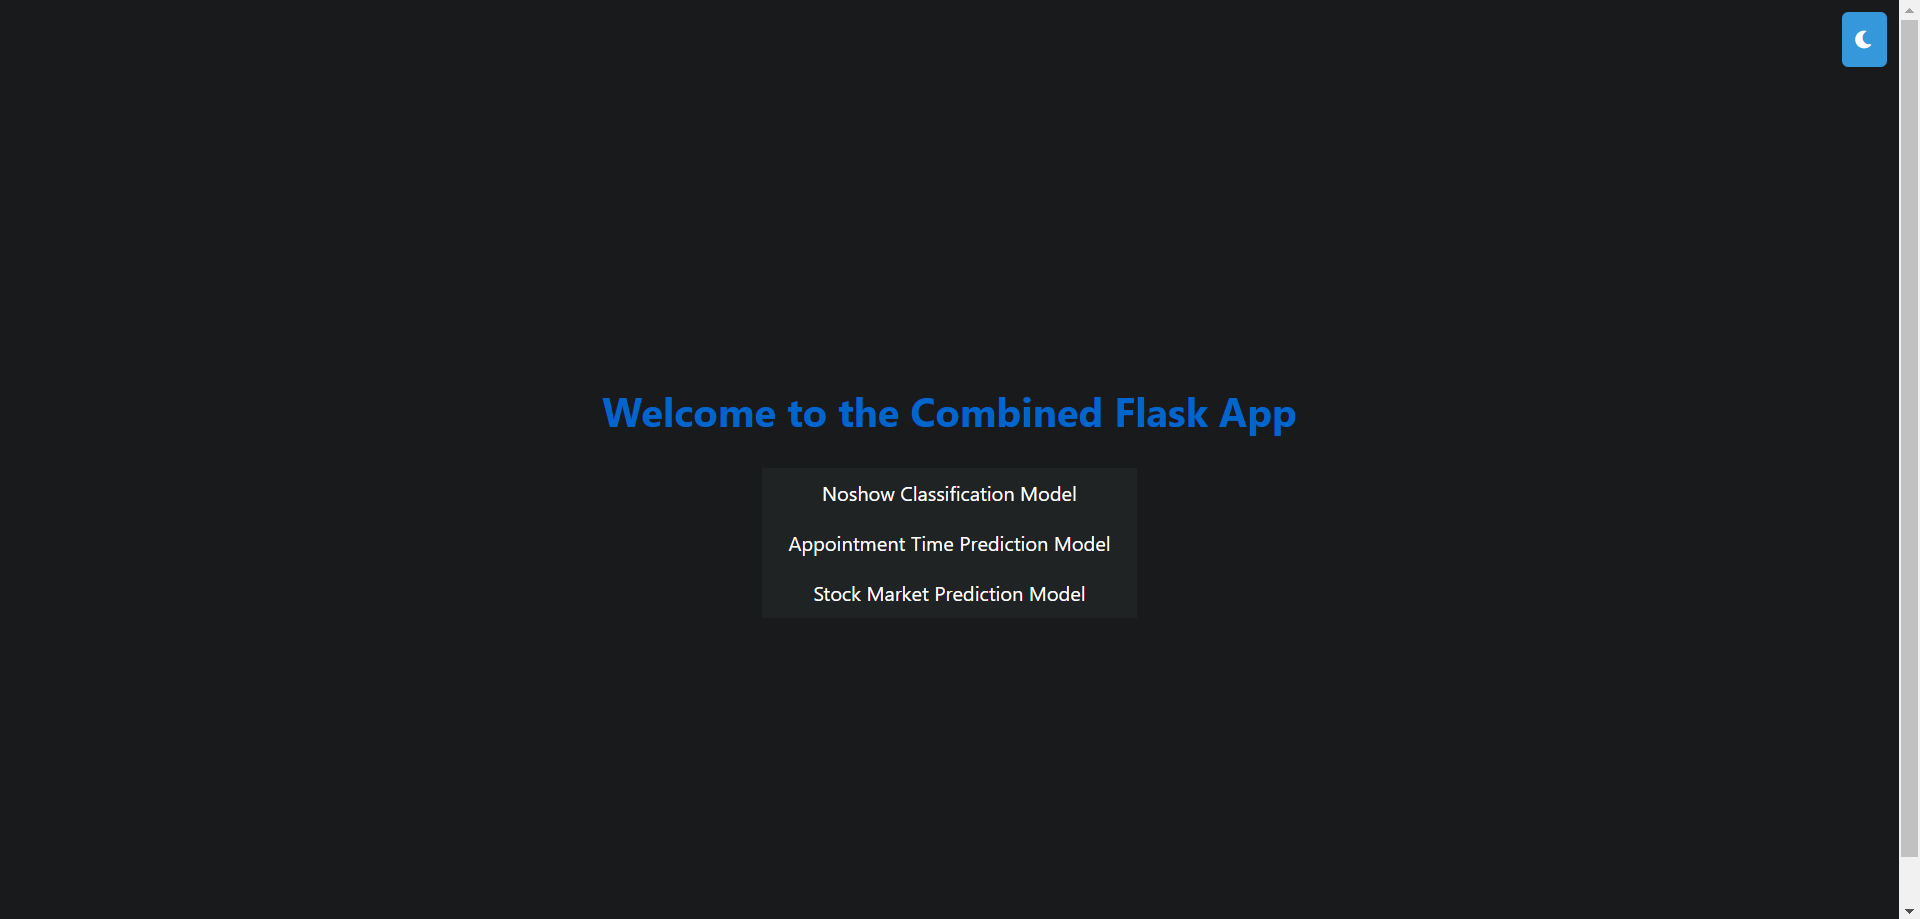 Welcome to the Combined Flask App
Noshow Classification Model
Appointment Time Prediction Model
Stock Market Prediction Model